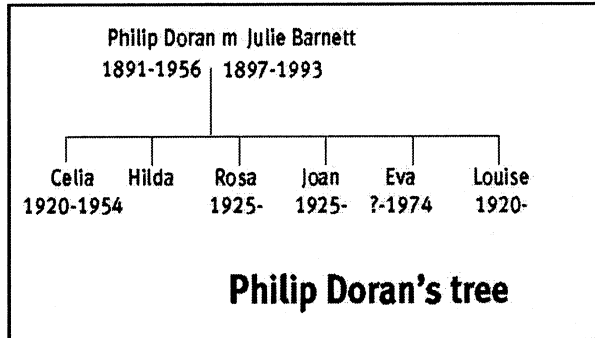 Philip Doran m Julie Barnett
1891-1956 1897-1993
Celia Hilda Rosa Joan Eva Louise
1920-1954 1925- 1925- ?-1974 1920-
Philip Doran's tree